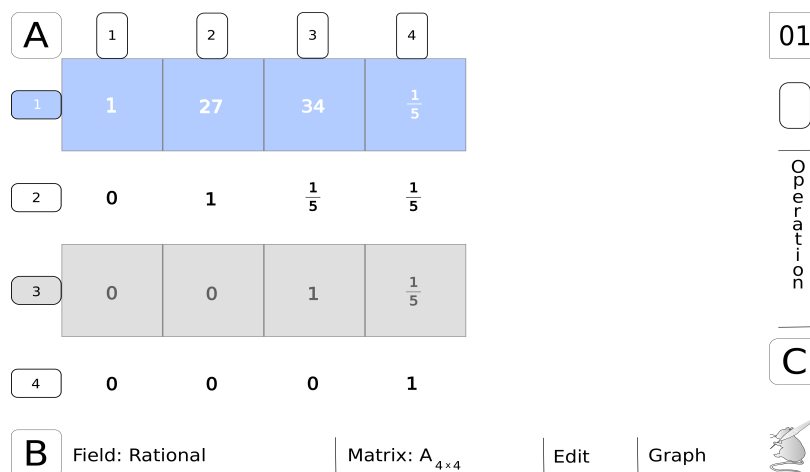 A 1 2 3 4 01
1 1 27 34 1/5
2 0 1 1/5 1/5
Operation
3 0 0 1 1/5
4 0 0 0 1
C
B Field: Rational Matrix: A 4×4 Edit Graph